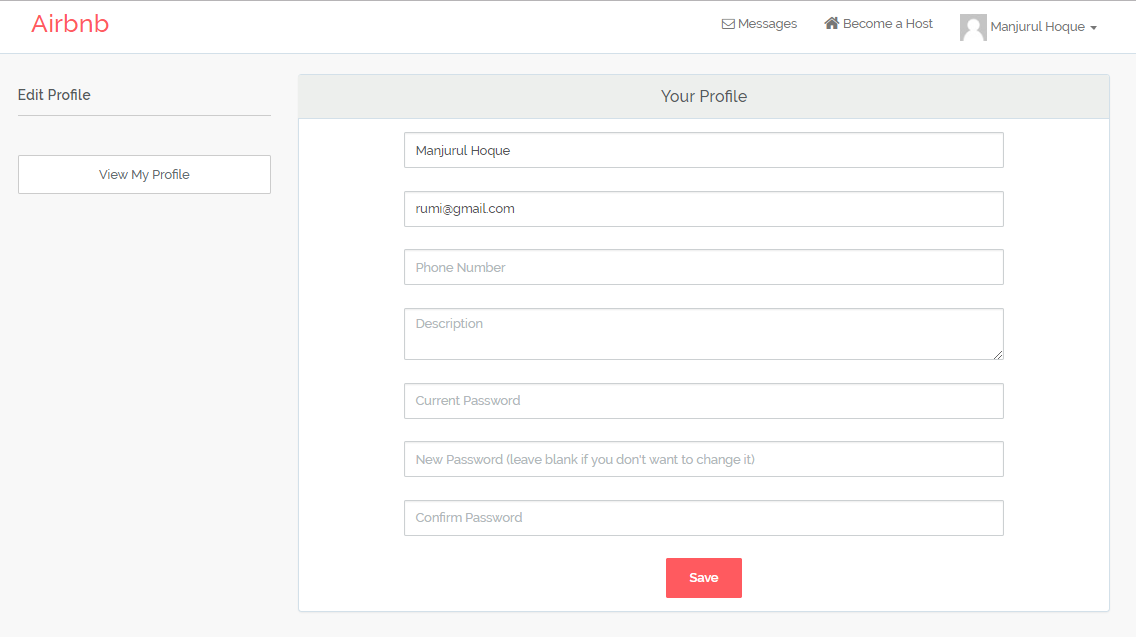 Airbnb
Messages
Become a Host
Manjurul Hoque
Edit Profile
View My Profile
Your Profile
Manjurul Hoque
rumi@gmail.com
Phone Number
Description
Current Password
New Password (leave blank if you don't want to change it)
Confirm Password
Save